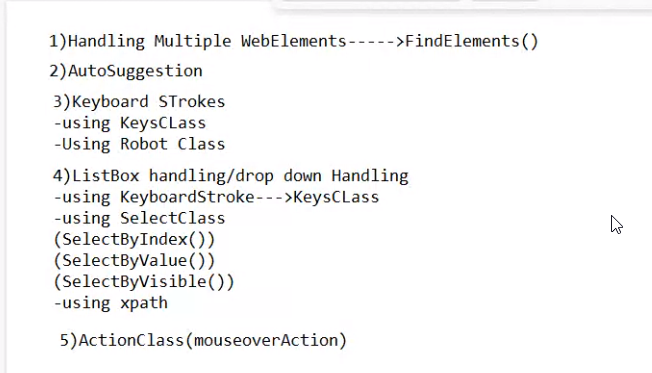 1)Handling Multiple WebElements----->FindElements()
2)AutoSuggestion
3)Keyboard STrokes
-using KeysCLass
-Using Robot Class
4)ListBox handling/drop down Handling
-using KeyboardStroke--->KeysCLass
-using SelectClass
(SelectByIndex())
(SelectByValue())
(SelectByVisible())
-using xpath
5)ActionClass(mouseoverAction)